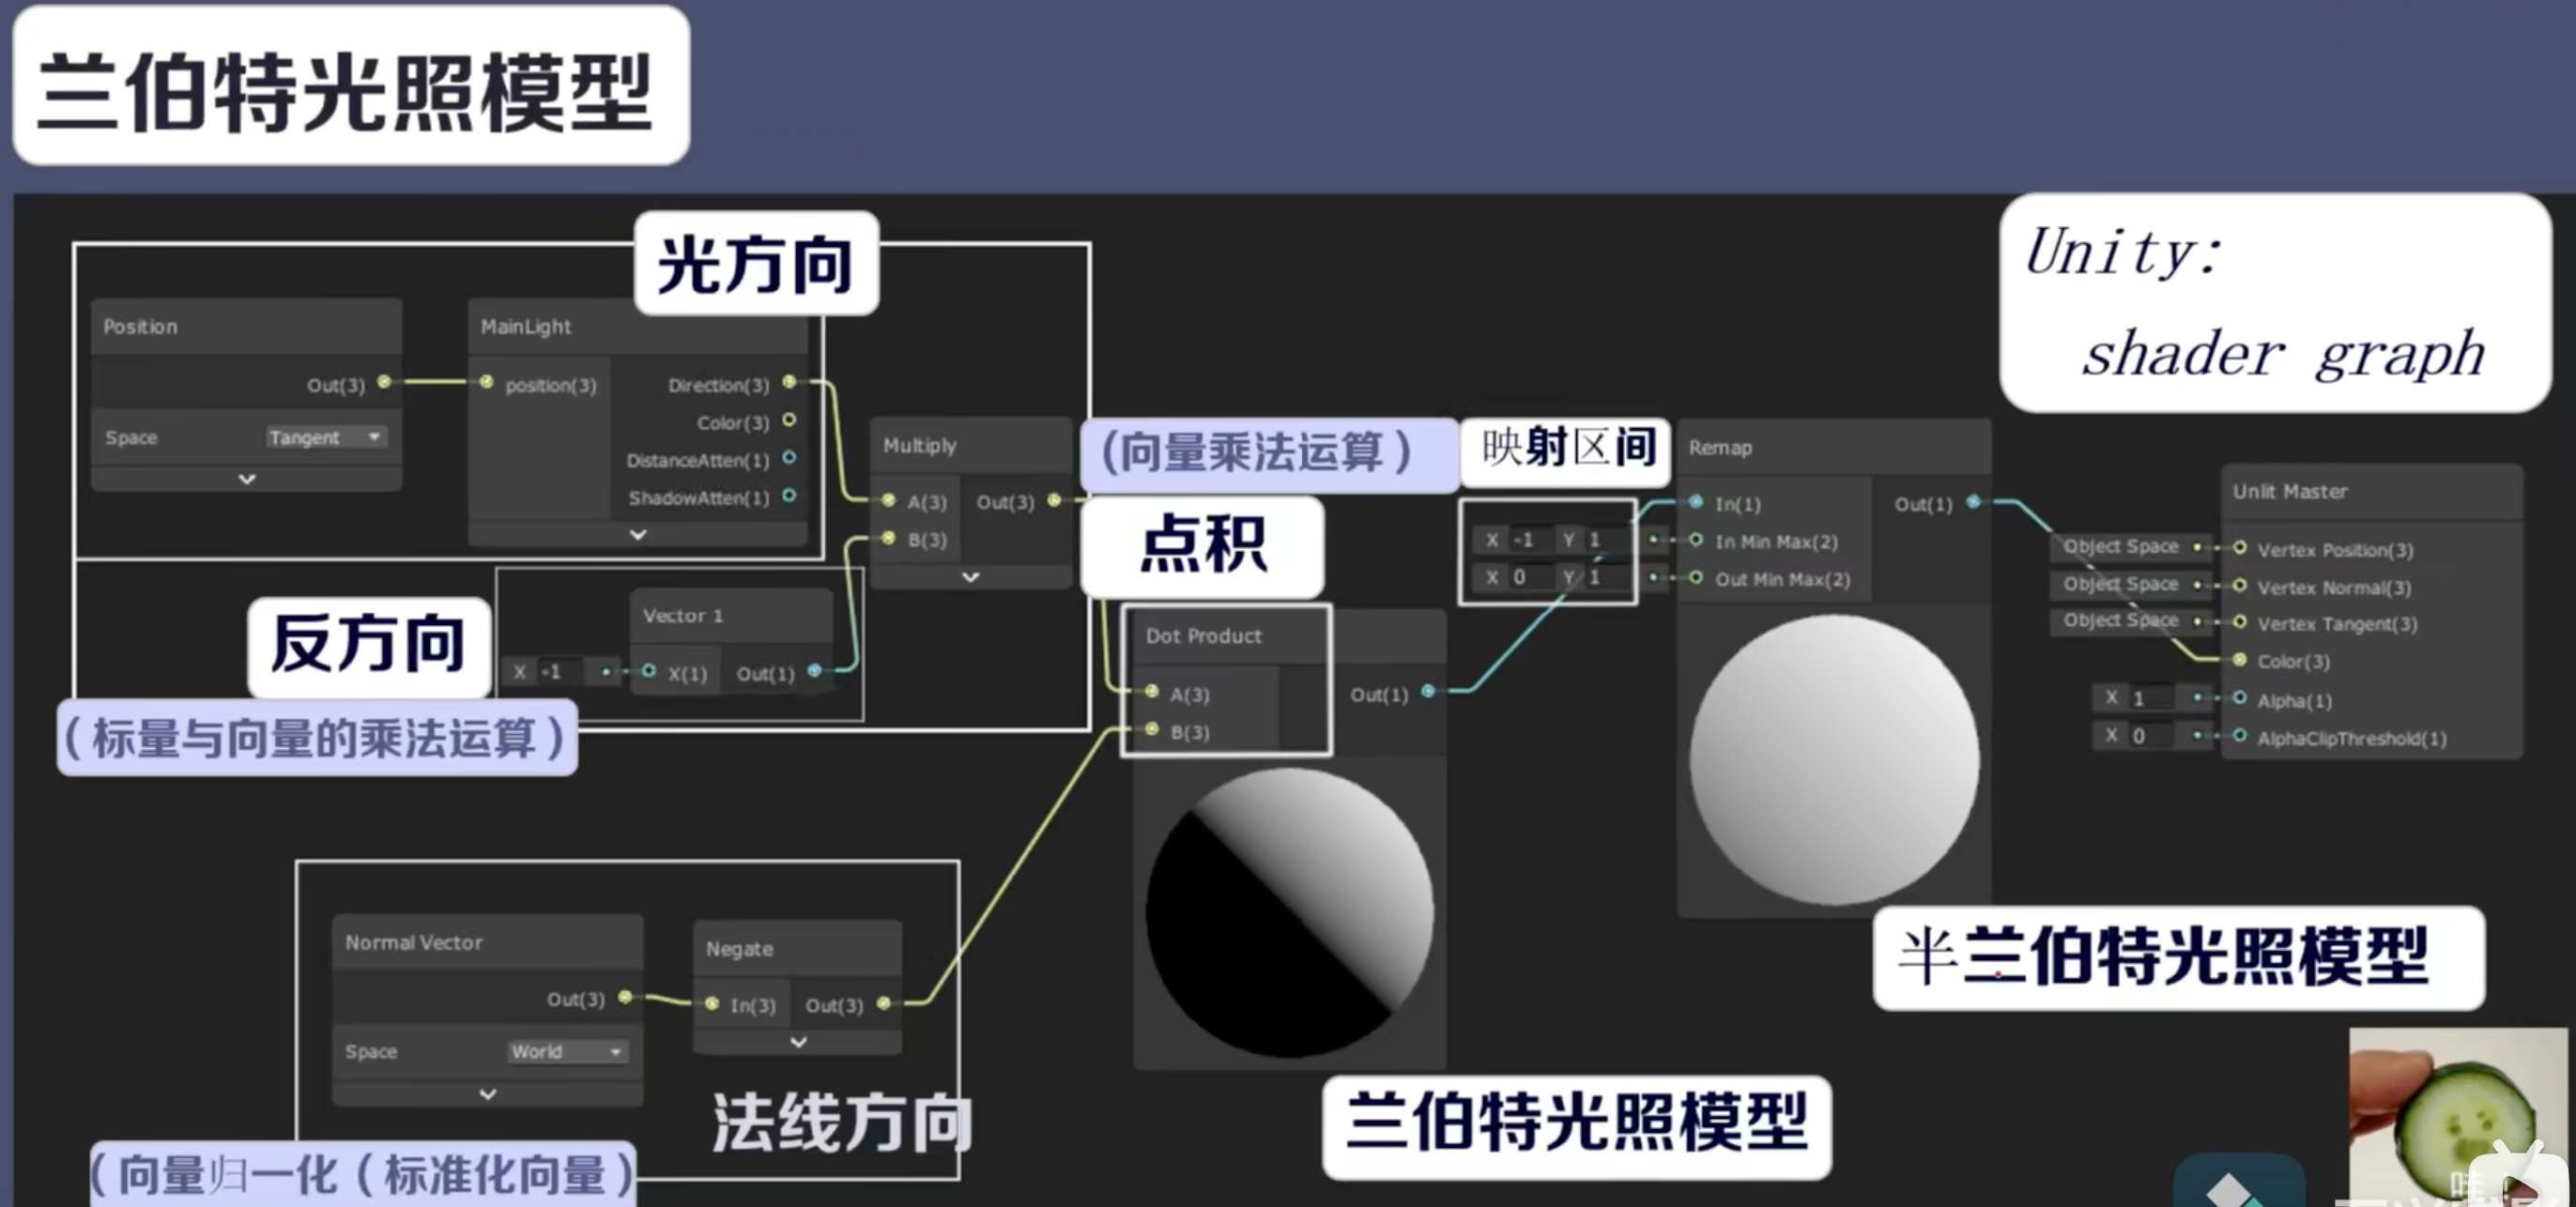 兰伯特光照模型
Unity:
shader graph
光方向
Position
Out(3)
Space Tangent
MainLight
position(3)
Direction(3)
Color(3)
DistanceAtten(1)
ShadowAtten(1)
Multiply
A(3) Out(3)
B(3)
反方向
(标量与向量的乘法运算)
Vector 1
X -1 X(1) Out(1)
(向量乘法运算)
点积
Dot Product
A(3) Out(1)
B(3)
映射区间
X -1 Y 1
X 0 Y 1
Remap
In(1) Out(1)
In Min Max(2)
Out Min Max(2)
Unlit Master
Object Space Vertex Position(3)
Object Space Vertex Normal(3)
Object Space Vertex Tangent(3)
Color(3)
X 1 Alpha(1)
X 0 AlphaClipThreshold(1)
半兰伯特光照模型
Normal Vector
Out(3)
Space World
Negate
In(3) Out(3)
法线方向
(向量归一化(标准化向量)
兰伯特光照模型
哇